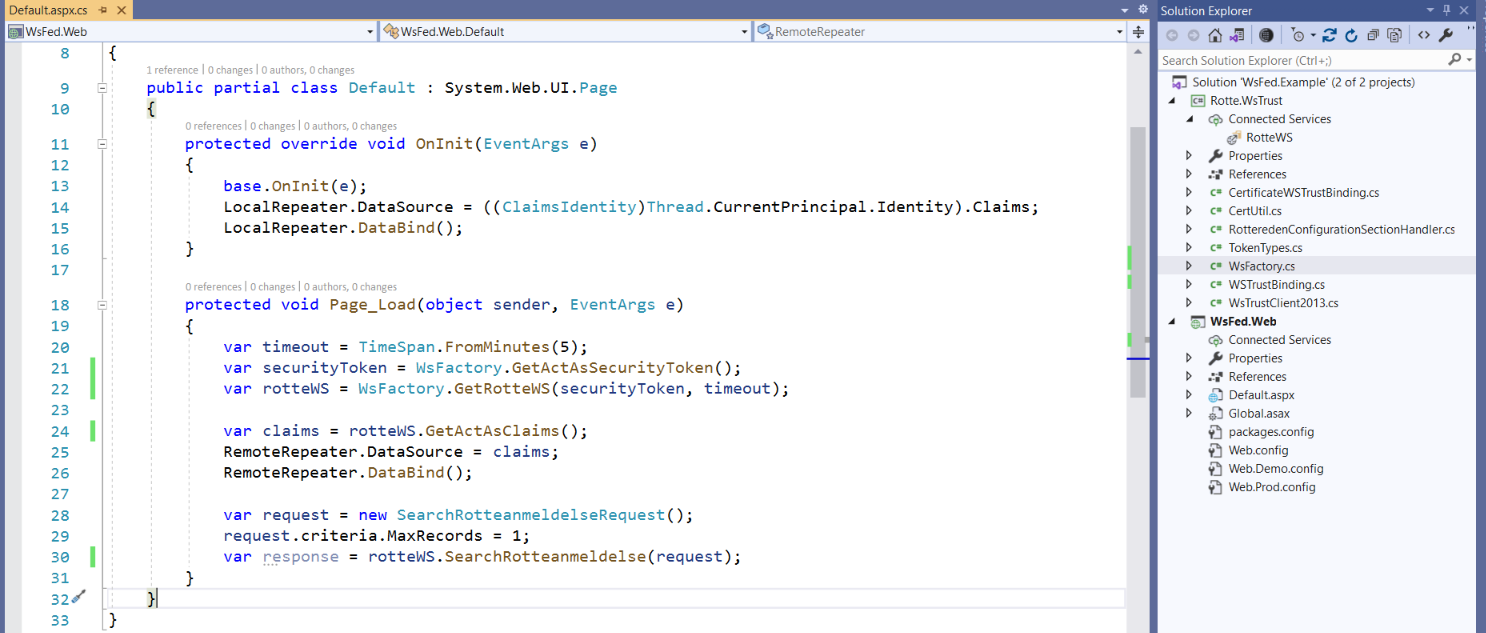 Default.aspx.cs
WsFed.Web
WsFed.Web.Default
RemoteRepeater
8 {
1 reference | 0 changes | 0 authors, 0 changes
9 public partial class Default : System.Web.UI.Page
10 {
0 references | 0 changes | 0 authors, 0 changes
11 protected override void OnInit(EventArgs e)
12 {
13 base.OnInit(e);
14 LocalRepeater.DataSource = ((ClaimsIdentity)Thread.CurrentPrincipal.Identity).Claims;
15 LocalRepeater.DataBind();
16 }
17
0 references | 0 changes | 0 authors, 0 changes
18 protected void Page_Load(object sender, EventArgs e)
19 {
20 var timeout = TimeSpan.FromMinutes(5);
21 var securityToken = WsFactory.GetActAsSecurityToken();
22 var rotteWS = WsFactory.GetRotteWS(securityToken, timeout);
23
24 var claims = rotteWS.GetActAsClaims();
25 RemoteRepeater.DataSource = claims;
26 RemoteRepeater.DataBind();
27
28 var request = new SearchRotteanmeldelseRequest();
29 request.criteria.MaxRecords = 1;
30 var response = rotteWS.SearchRotteanmeldelse(request);
31 }
32 }
33 }
Solution Explorer
Search Solution Explorer (Ctrl+;)
Solution 'WsFed.Example' (2 of 2 projects)
C# Rotte.WsTrust
Connected Services
RotteWS
Properties
References
C# CertificateWSTrustBinding.cs
C# CertUtil.cs
C# RotteredenConfigurationSectionHandler.cs
C# TokenTypes.cs
C# WsFactory.cs
C# WSTrustBinding.cs
C# WsTrustClient2013.cs
WsFed.Web
Connected Services
Properties
References
Default.aspx
Global.asax
packages.config
Web.config
Web.Demo.config
Web.Prod.config